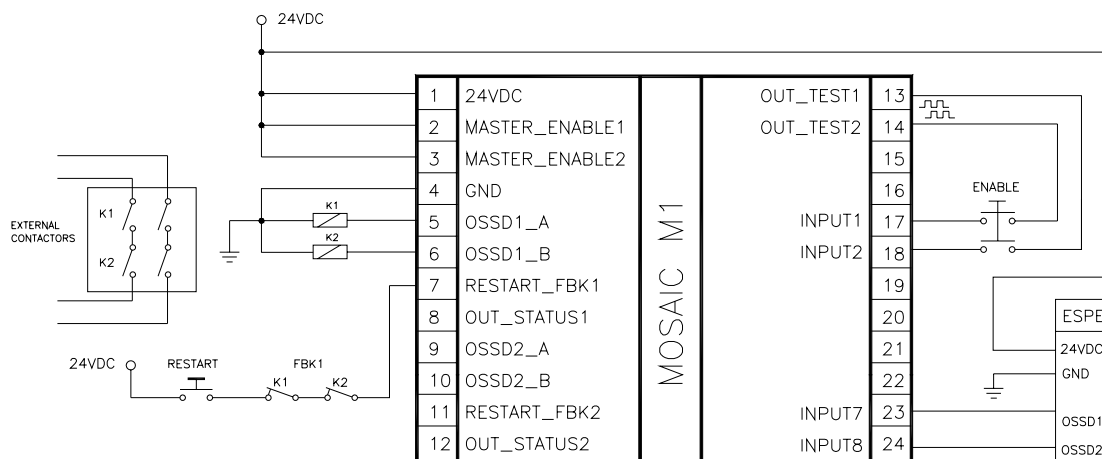 24VDC
1 24VDC
2 MASTER_ENABLE1
3 MASTER_ENABLE2
4 GND
5 OSSD1_A
6 OSSD1_B
7 RESTART_FBK1
8 OUT_STATUS1
9 OSSD2_A
10 OSSD2_B
11 RESTART_FBK2
12 OUT_STATUS2
MOSAIC M1
OUT_TEST1 13
OUT_TEST2 14
15
16
INPUT1 17
INPUT2 18
19
20
21
22
INPUT7 23
INPUT8 24
K1
K2
EXTERNAL
CONTACTORS
K1
K2
24VDC
RESTART
FBK1
K1
K2
ENABLE
ESPE
24VDC
GND
OSSD1
OSSD2